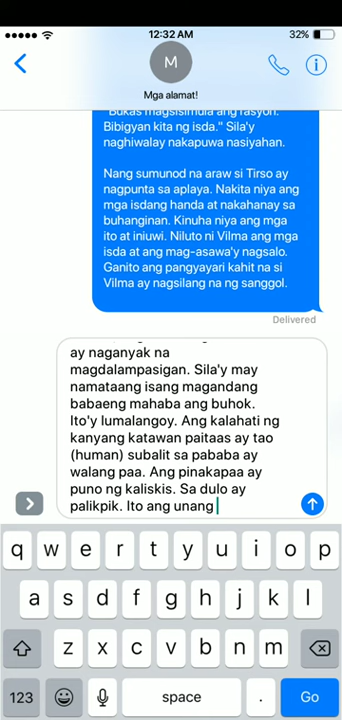 12:32 AM
32%
M
Mga alamat!
"Bukas magsisimula ang rasyon.
Bibigyan kita ng isda." Sila'y
naghiwalay nakapuwa nasiyahan.
Nang sumunod na araw si Tirso ay
nagpunta sa aplaya. Nakita niya ang
mga isdang handa at nakahanay sa
buhanginan. Kinuha niya ang mga
ito at iniuwi. Niluto ni Vilma ang mga
isda at ang mag-asawa'y nagsalo.
Ganito ang pangyayari kahit na si
Vilma ay nagsilang na ng sanggol.
Delivered
ay naganyak na
magdalampasigan. Sila'y may
namataang isang magandang
babaeng mahaba ang buhok.
Ito'y lumalangoy. Ang kalahati ng
kanyang katawan paitaas ay tao
(human) subalit sa pababa ay
walang paa. Ang pinakapaa ay
puno ng kaliskis. Sa dulo ay
palikpik. Ito ang unang
q w e r t y u i o p
a s d f g h j k l
z x c v b n m
123 space . Go